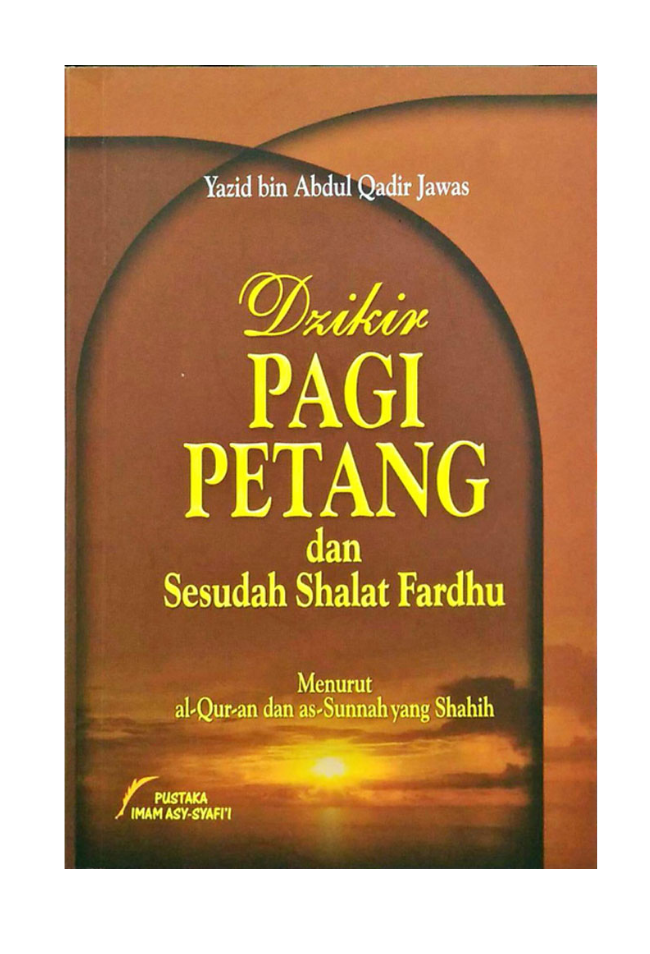 Yazid bin Abdul Qadir Jawas
Dzikir
PAGI
PETANG
dan
Sesudah Shalat Fardhu
Menurut
al-Qur-an dan as-Sunnah yang Shahih
PUSTAKA
IMAM ASY-SYAFI'I